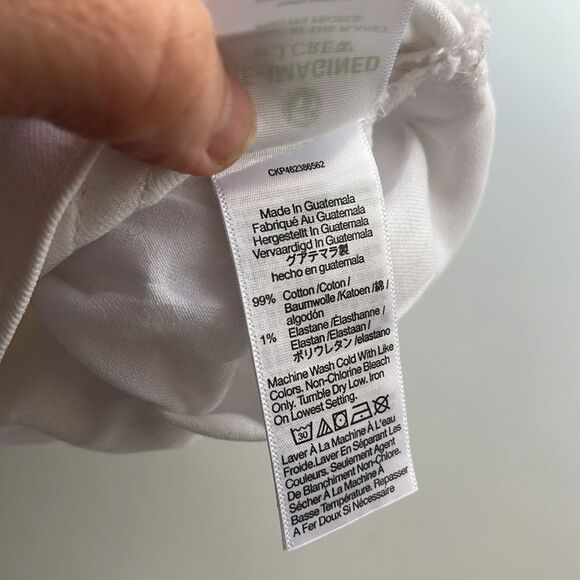 RE-IMAGINED
BY J.CREW
CKP462386562
Made In Guatemala
Fabriqué Au Guatemala
Hergestellt In Guatemala
Vervaardigd In Guatemala
グアテマラ製
hecho en guatemala
99% Cotton /Coton /
Baumwolle /Katoen /綿 /
algodón
1% Elastane /Élasthanne /
Elastan /Elastaan /
ポリウレタン /elastano
Machine Wash Cold With Like
Colors. Non-Chlorine Bleach
Only. Tumble Dry Low. Iron
On Lowest Setting.
30
Laver À La Machine À L'eau
Froide.Laver En Séparant Les
Couleurs. Seulement Agent
De Blanchiment Non-Chlor.
Sécher À La Machine À
Basse Température. Repasser
A Fer Doux Si Nécessaire